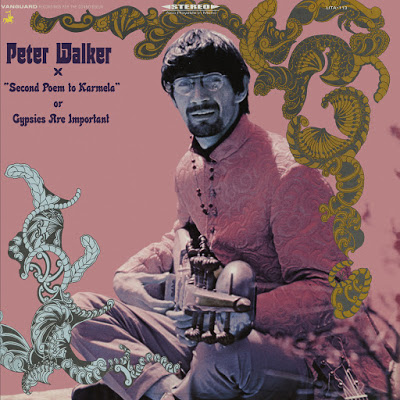 VANGUARD
STEREO
Peter Walker
"Second Poem to Karmela"
or
Gypsies Are Important